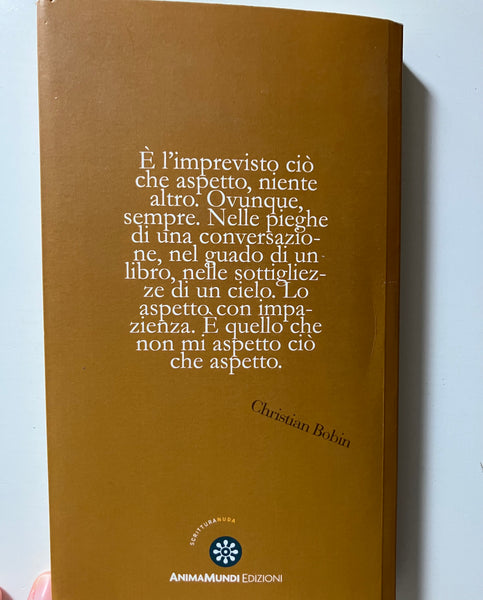 È l'imprevisto ciò
che aspetto, niente
altro. Ovunque,
sempre. Nelle pieghe
di una conversazio-
ne, nel guado di un
libro, nelle sottigliez-
ze di un cielo. Lo
aspetto con impa-
zienza. È quello che
non mi aspetto ciò
che aspetto.
Christian Bobin
SCRITTURANUDA
ANIMAMUNDI EDIZIONI